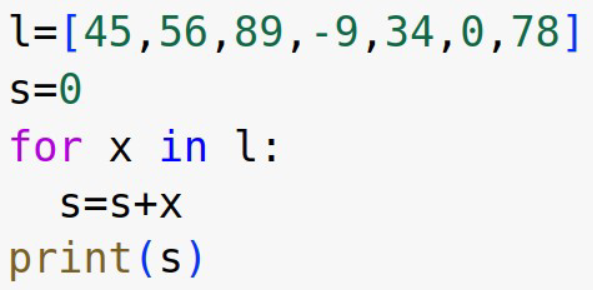 l=[45,56,89,-9,34,0,78]
s=0
for x in l:
  s=s+x
print(s)